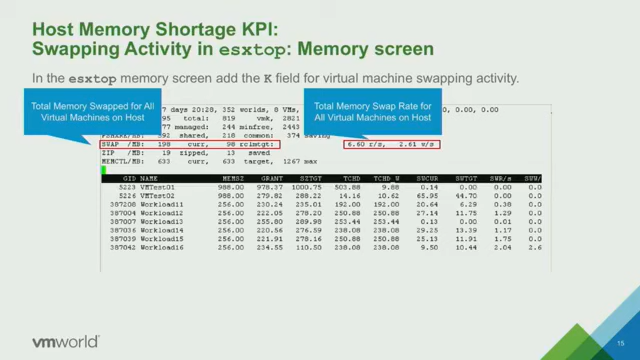 Host Memory Shortage KPI:
Swapping Activity in esxtop: Memory screen
In the esxtop memory screen add the K field for virtual machine swapping activity.
Total Memory Swapped for All
Virtual Machines on Host
Total Memory Swap Rate for
All Virtual Machines on Host
7 days 20:28, 352 worlds, 8 VMs,
0.00, 0.00
95 total: 819 vmk, 2821
77 managed: 244 minfree, 2443
shared, 218 common: 374 saving
SWAP /MB: 198 curr, 98 rclmtgt: 6.60 r/s, 2.61 w/s
ZIP /MB: 19 zipped, 13 saved
MEMCTL/MB: 633 curr, 633 target, 1267 max
GID NAME MEMSZ GRANT SZTGT TCHD TCHD_W SWCUR SWTGT SWR/s SWW/
5223 VMTest01 988.00 978.37 1000.75 503.88 9.88 0.14 0.00 0.00 0.0
5226 VMTest02 988.00 279.82 288.22 14.16 10.62 65.95 44.70 0.00 0.0
387208 Workload11 256.00 230.24 235.01 120.32 120.32 20.64 6.29 0.38 0.0
387004 Workload12 256.00 222.05 278.20 250.88 250.88 27.14 11.75 1.29 0.0
387007 Workload13 256.00 255.80 289.98 273.48 250.88 0.13 0.00 0.01 0.0
387038 Workload14 256.00 220.56 276.59 238.08 238.08 29.25 13.39 1.17 0.0
387039 Workload15 256.00 221.91 278.16 250.88 250.88 25.13 11.91 1.75 0.0
387042 Workload16 256.00 234.55 110.50 238.08 238.08 9.50 10.44 2.04 2.6
vmworld
15